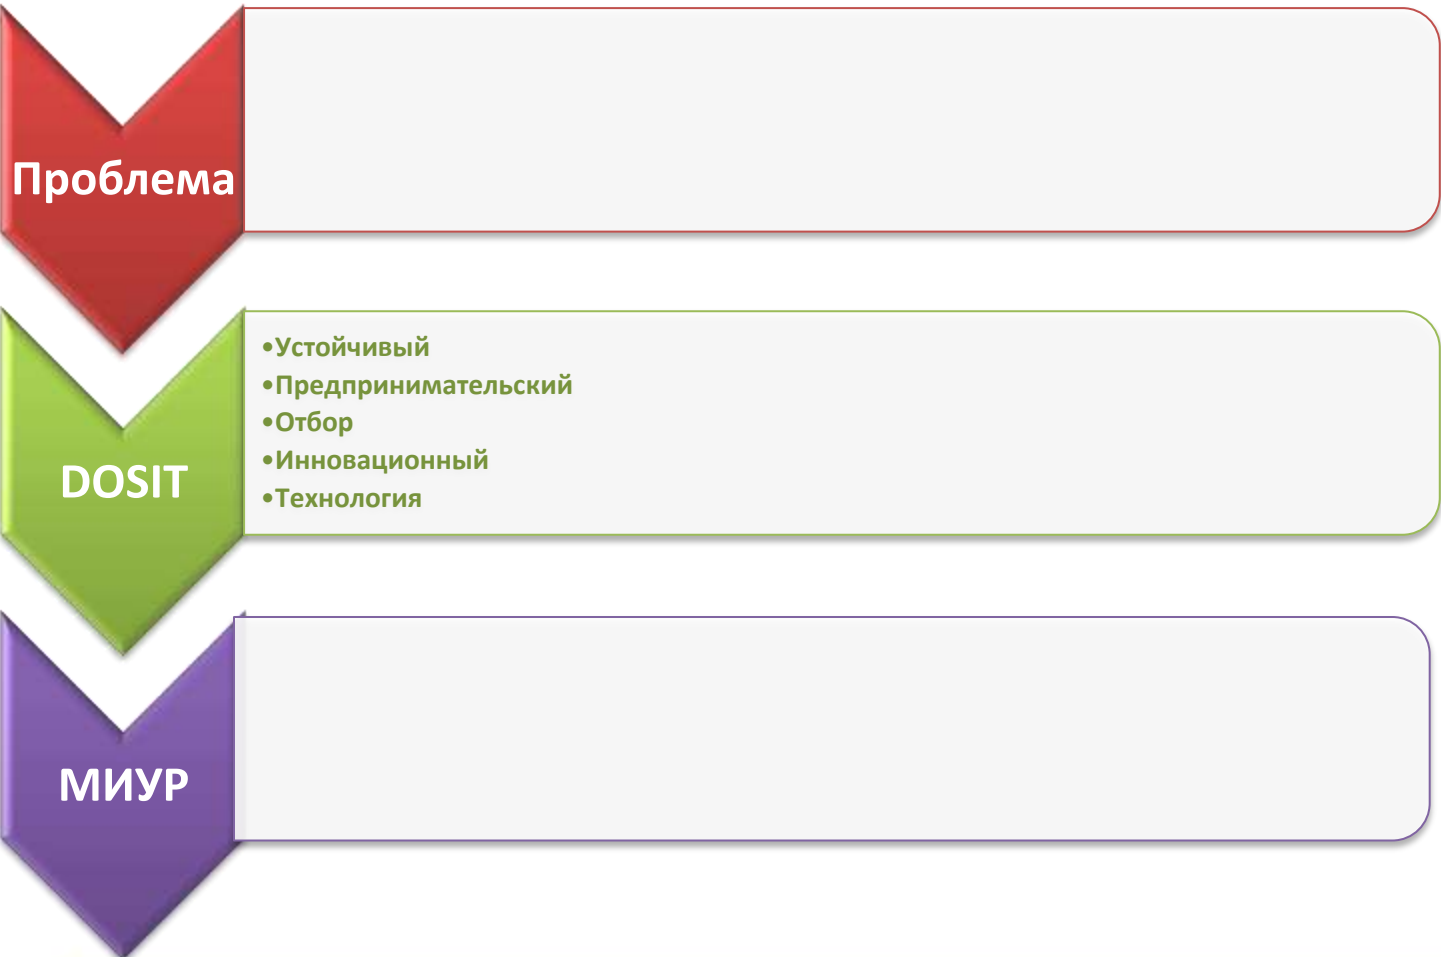 Проблема
•Устойчивый
•Предпринимательский
•Отбор
•Инновационный
•Технология
DOSIT
МИУР